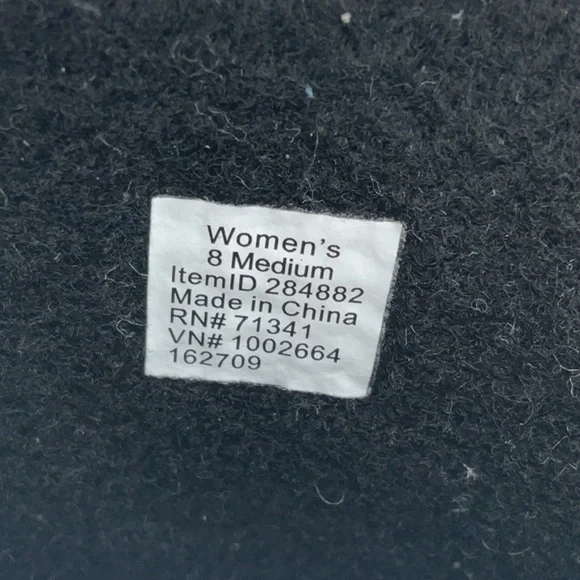 Women's
8 Medium
ItemID 284882
Made in China
RN# 71341
VN# 1002664
162709